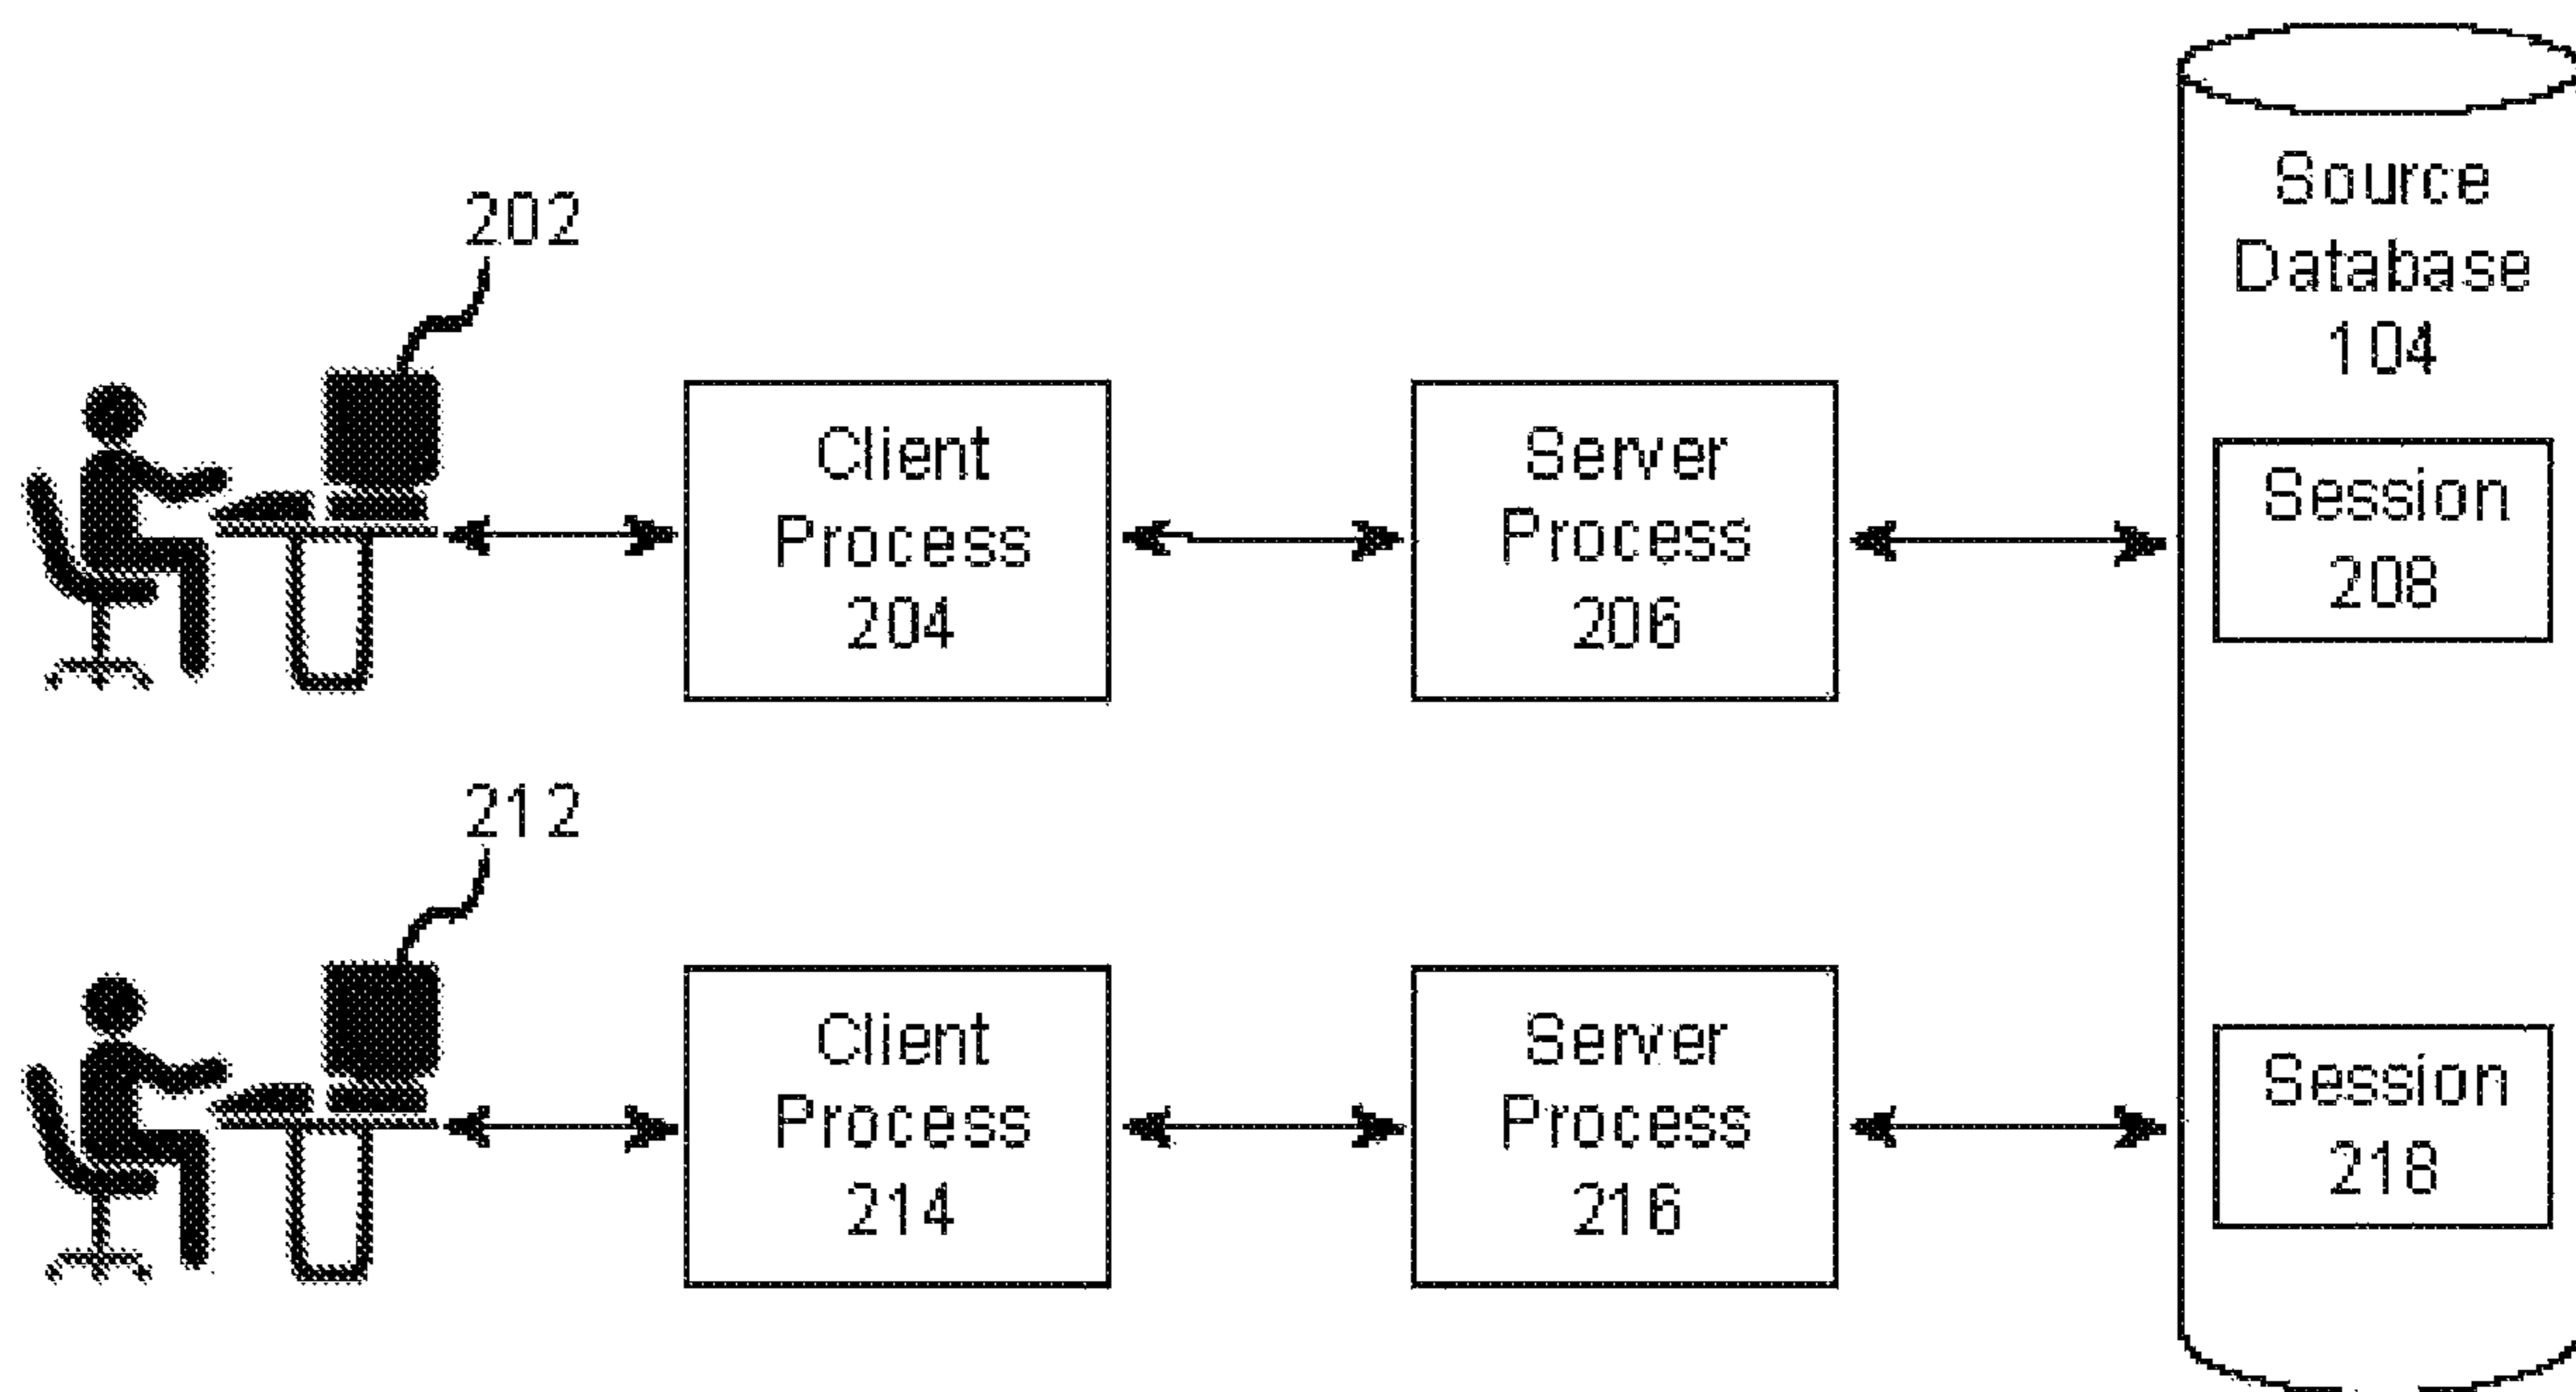 Source
Database
104
202
Client
Process
204
Server
Process
206
Session
208
212
Client
Process
214
Server
Process
216
Session
218